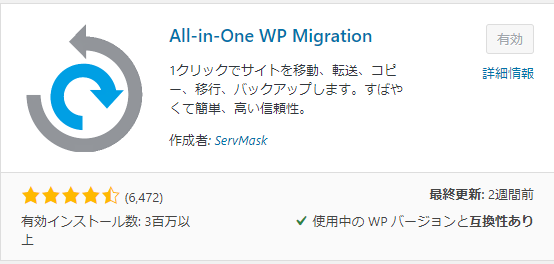 All-in-One WP Migration
有効
1クリックでサイトを移動、転送、コピ
ー、移行、バックアップします。すばや
くて簡単、高い信頼性。
詳細情報
作成者: ServMask
(6,472)
最終更新: 2週間前
有効インストール数: 3百万以
上
使用中の WP バージョンと互換性あり